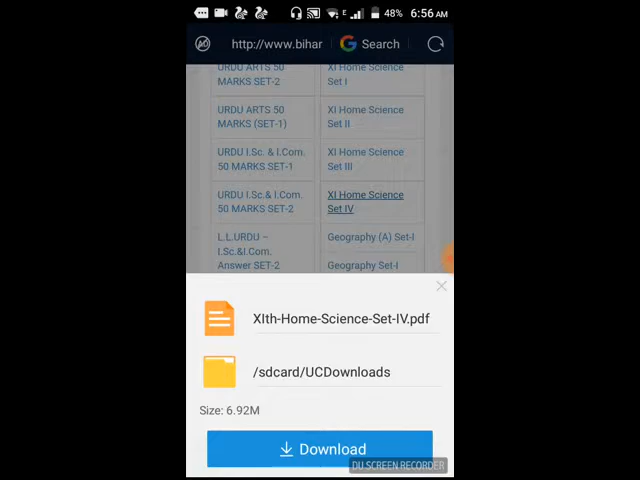 E 48% 6:56 AM
http://www.bihar Search
URDU ARTS 50
MARKS SET-2
XI Home Science
Set I
URDU ARTS 50
MARKS (SET-1)
XI Home Science
Set II
URDU I.Sc. & I.Com.
50 MARKS SET-1
XI Home Science
Set III
URDU I.Sc.& I.Com.
50 MARKS SET-2
XI Home Science
Set IV
L.L.URDU –
I.Sc.&I.Com.
Answer SET-2
Geography (A) Set-I
Geography Set-I
XIth-Home-Science-Set-IV.pdf
/sdcard/UCDownloads
Size: 6.92M
Download
DU SCREEN RECORDER